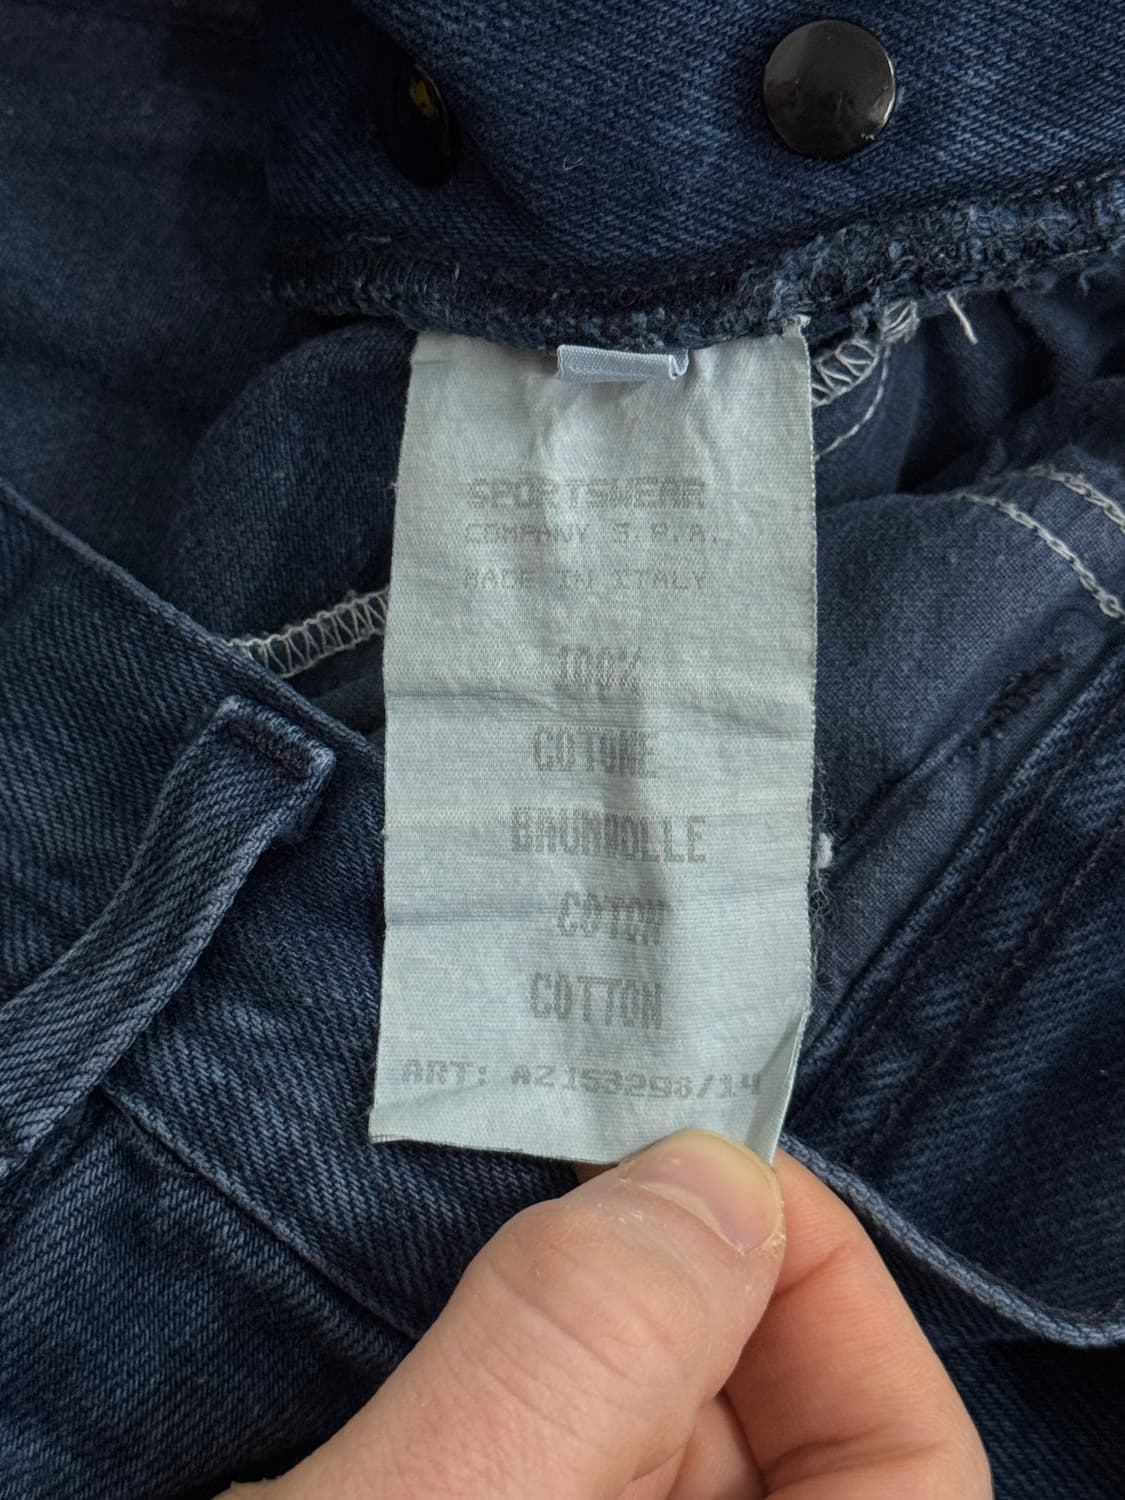 SPORTSWEAR
COMPANY S.P.A.
MADE IN ITALY
100%
COTONE
BAUMWOLLE
COTON
COTTON
ART: AZ153298/14